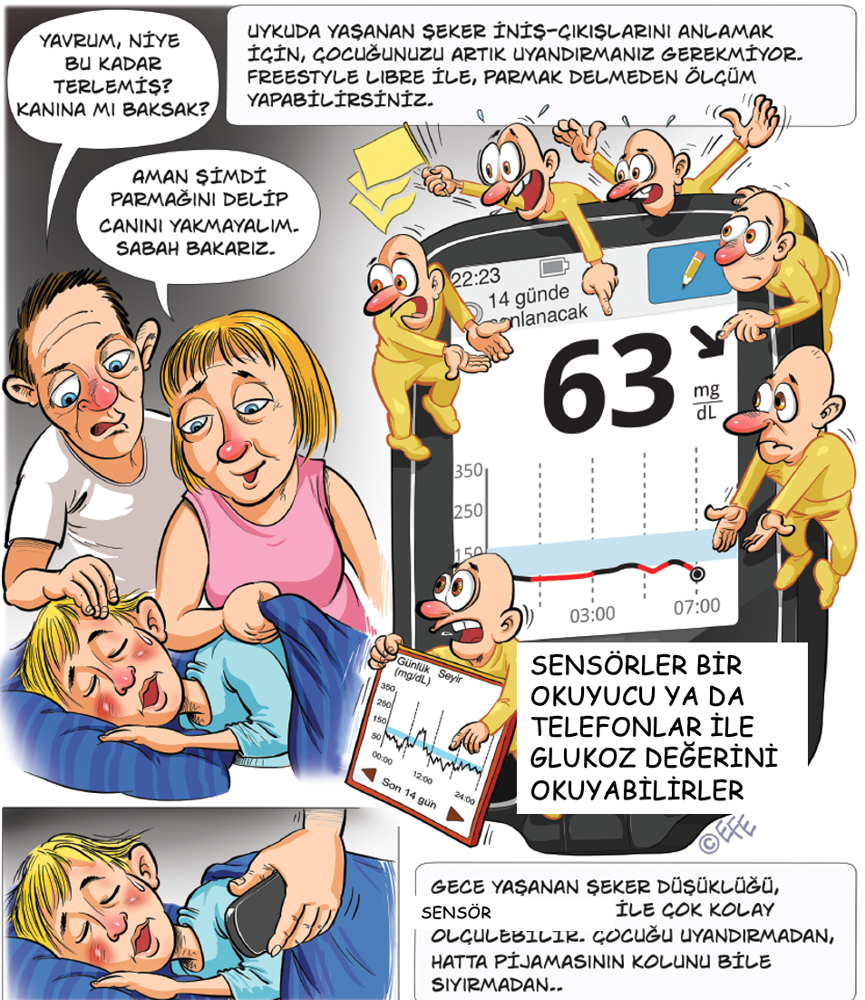 YAVRUM, NİYE
BU KADAR
TERLEMİŞ?
KANINA MI BAKSAK?
UYKUDA YAŞANAN ŞEKER İNİŞ-ÇIKIŞLARINI ANLAMAK
İÇİN, ÇOCUĞUNUZU ARTIK UYANDIRMANIZ GEREKMİYOR.
FREESTYLE LIBRE İLE, PARMAK DELMEDEN ÖLÇÜM
YAPABİLİRSİNİZ.
AMAN ŞİMDİ
PARMAĞINI DELİP
CANINI YAKMAYALIM.
SABAH BAKARIZ.
22:23
14 günde
onlanacak
63
mg
dL
350
250
150
03:00
07:00
Günlük Seyir
(mg/dL)
350
250
150
50
00:00
12:00
24:00
Son 14 gün
SENSÖRLER BİR
OKUYUCU YA DA
TELEFONLAR İLE
GLUKOZ DEĞERİNİ
OKUYABİLİRLER
©EFE
GECE YAŞANAN ŞEKER DÜŞÜKLÜĞÜ,
SENSÖR İLE ÇOK KOLAY
ÖLÇÜLEBİLİR. ÇOCUĞU UYANDIRMADAN,
HATTA PİJAMASININ KOLUNU BİLE
SIYIRMADAN..